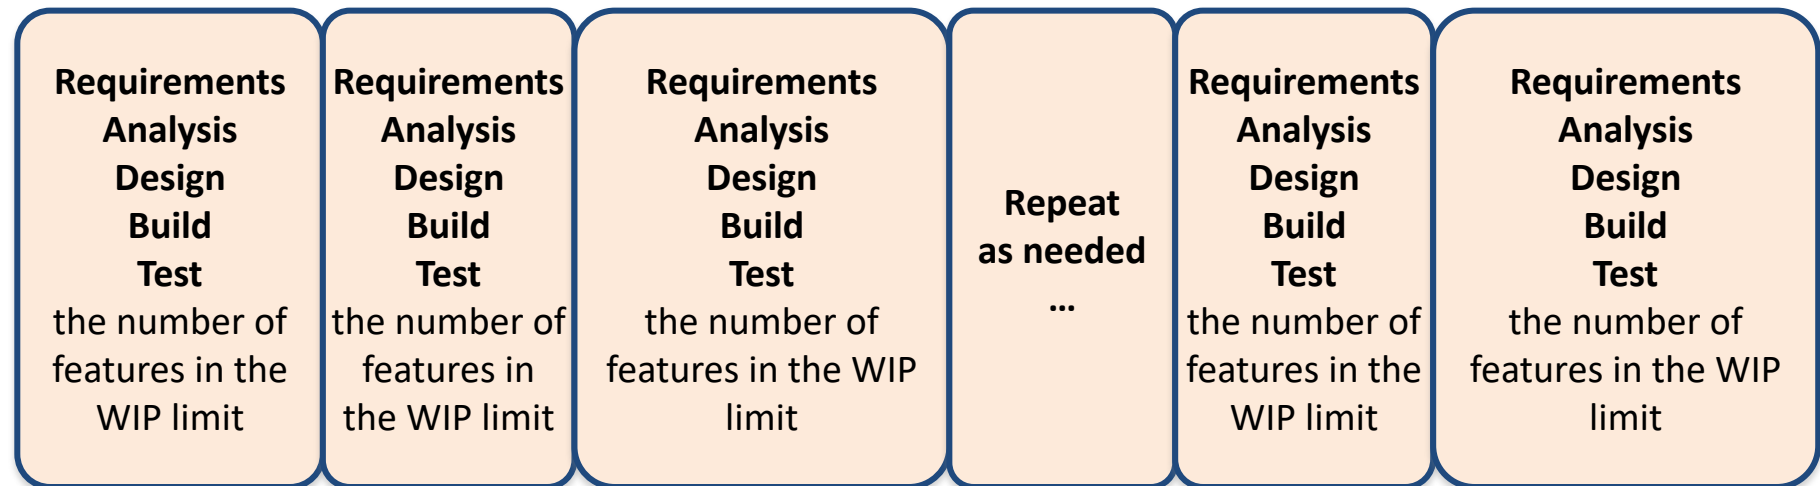 Requirements
Analysis
Design
Build
Test
the number of
features in the
WIP limit
Requirements
Analysis
Design
Build
Test
the number of
features in
the WIP limit
Requirements
Analysis
Design
Build
Test
the number of
features in the WIP
limit
Repeat
as needed
...
Requirements
Analysis
Design
Build
Test
the number of
features in the
WIP limit
Requirements
Analysis
Design
Build
Test
the number of
features in the WIP
limit